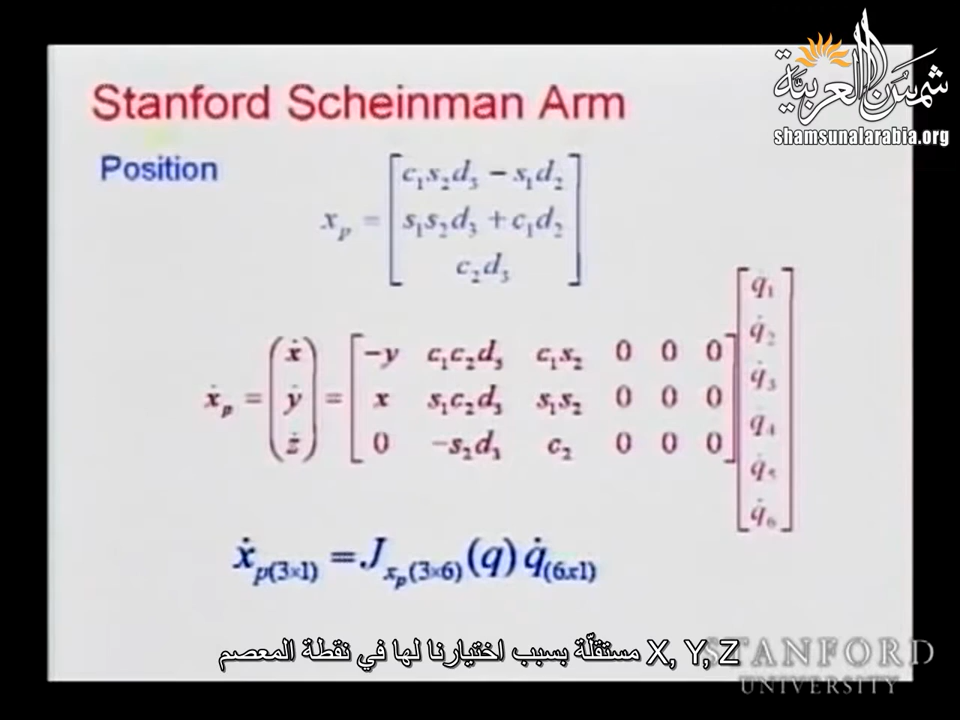 شمس العربية
shamsunalarabia.org
Stanford Scheinman Arm
Position
x_p = [ c₁s₂d₃ − s₁d₂
s₁s₂d₃ + c₁d₂
c₂d₃ ]
ẋ_p = (ẋ ẏ ż) = [ −y c₁c₂d₃ c₁s₂ 0 0 0
x s₁c₂d₃ s₁s₂ 0 0 0
0 −s₂d₃ c₂ 0 0 0 ]
[ q̇₁
q̇₂
q̇₃
q̇₄
q̇₅
q̇₆ ]
ẋ_p(3×1) = J_xp(3×6) (q) q̇_(6x1)
X, Y, Z مستقلّة بسبب اختيارنا لها في نقطة المعصم
STANFORD
UNIVERSITY